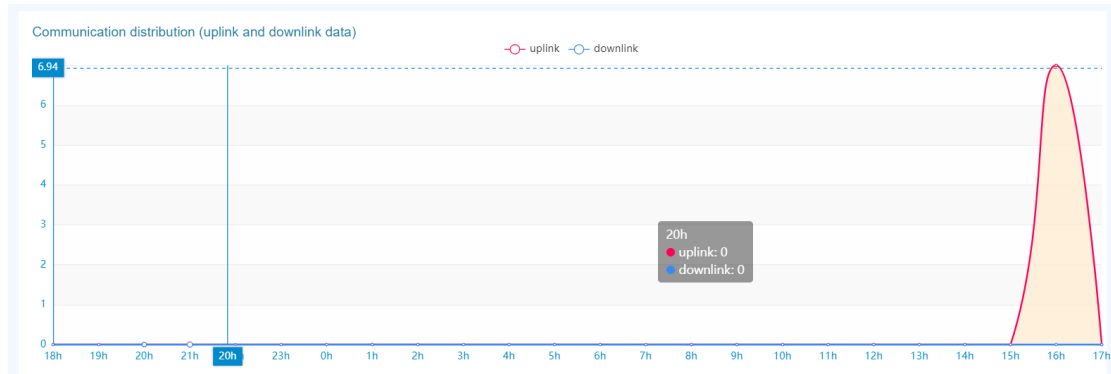 Communication distribution (uplink and downlink data)
uplink downlink
6.94
6
5
4
3
2
1
0
20h
uplink: 0
downlink: 0
18h 19h 20h 21h 20h 23h 0h 1h 2h 3h 4h 5h 6h 7h 8h 9h 10h 11h 12h 13h 14h 15h 16h 17h